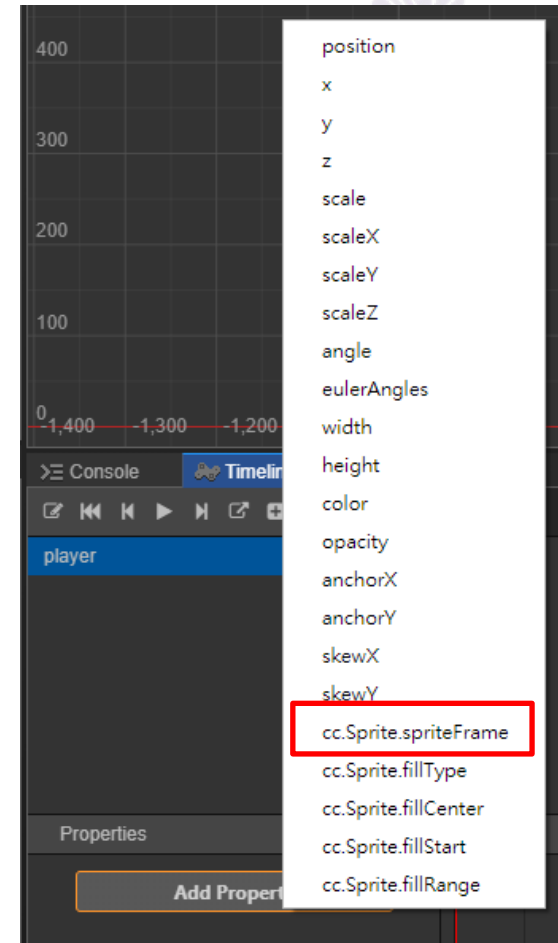 400
300
200
100
0
-1,400 -1,300 -1,200
Console
player
Properties
position
x
y
z
scale
scaleX
scaleY
scaleZ
angle
eulerAngles
width
height
color
opacity
anchorX
anchorY
skewX
skewY
cc.Sprite.spriteFrame
cc.Sprite.fillType
cc.Sprite.fillCenter
cc.Sprite.fillStart
cc.Sprite.fillRange
Timelin
Add Propert